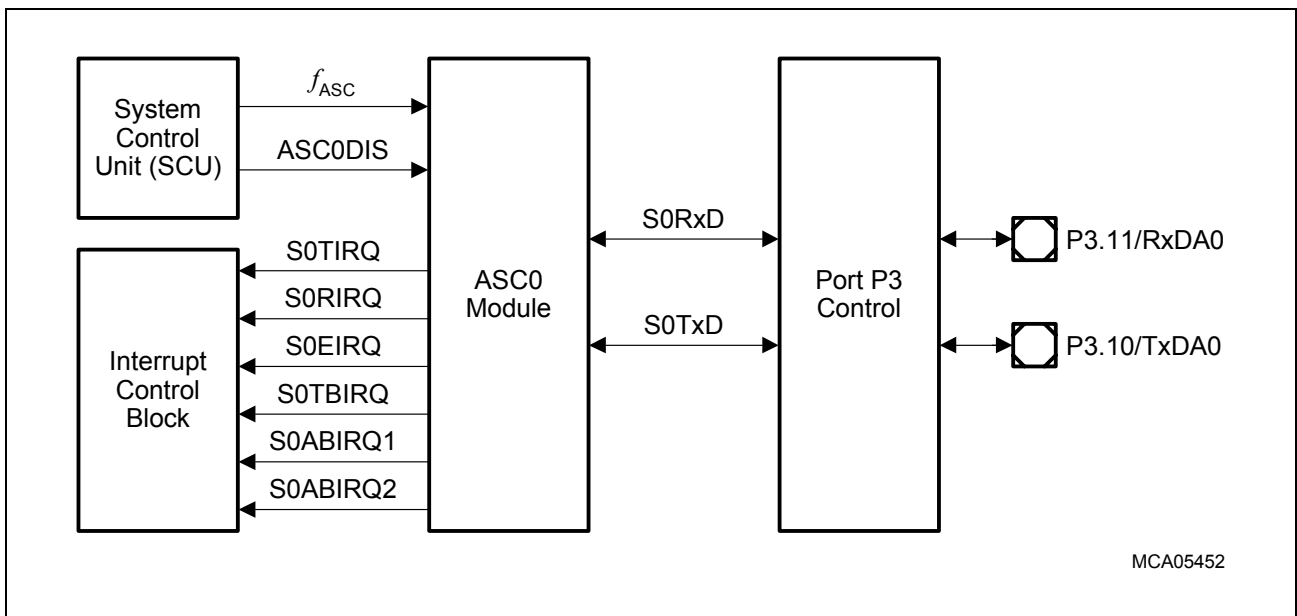 System
Control
Unit (SCU)
fASC
ASC0DIS
Interrupt
Control
Block
S0TIRQ
S0RIRQ
S0EIRQ
S0TBIRQ
S0ABIRQ1
S0ABIRQ2
ASC0
Module
S0RxD
S0TxD
Port P3
Control
P3.11/RxDA0
P3.10/TxDA0
MCA05452